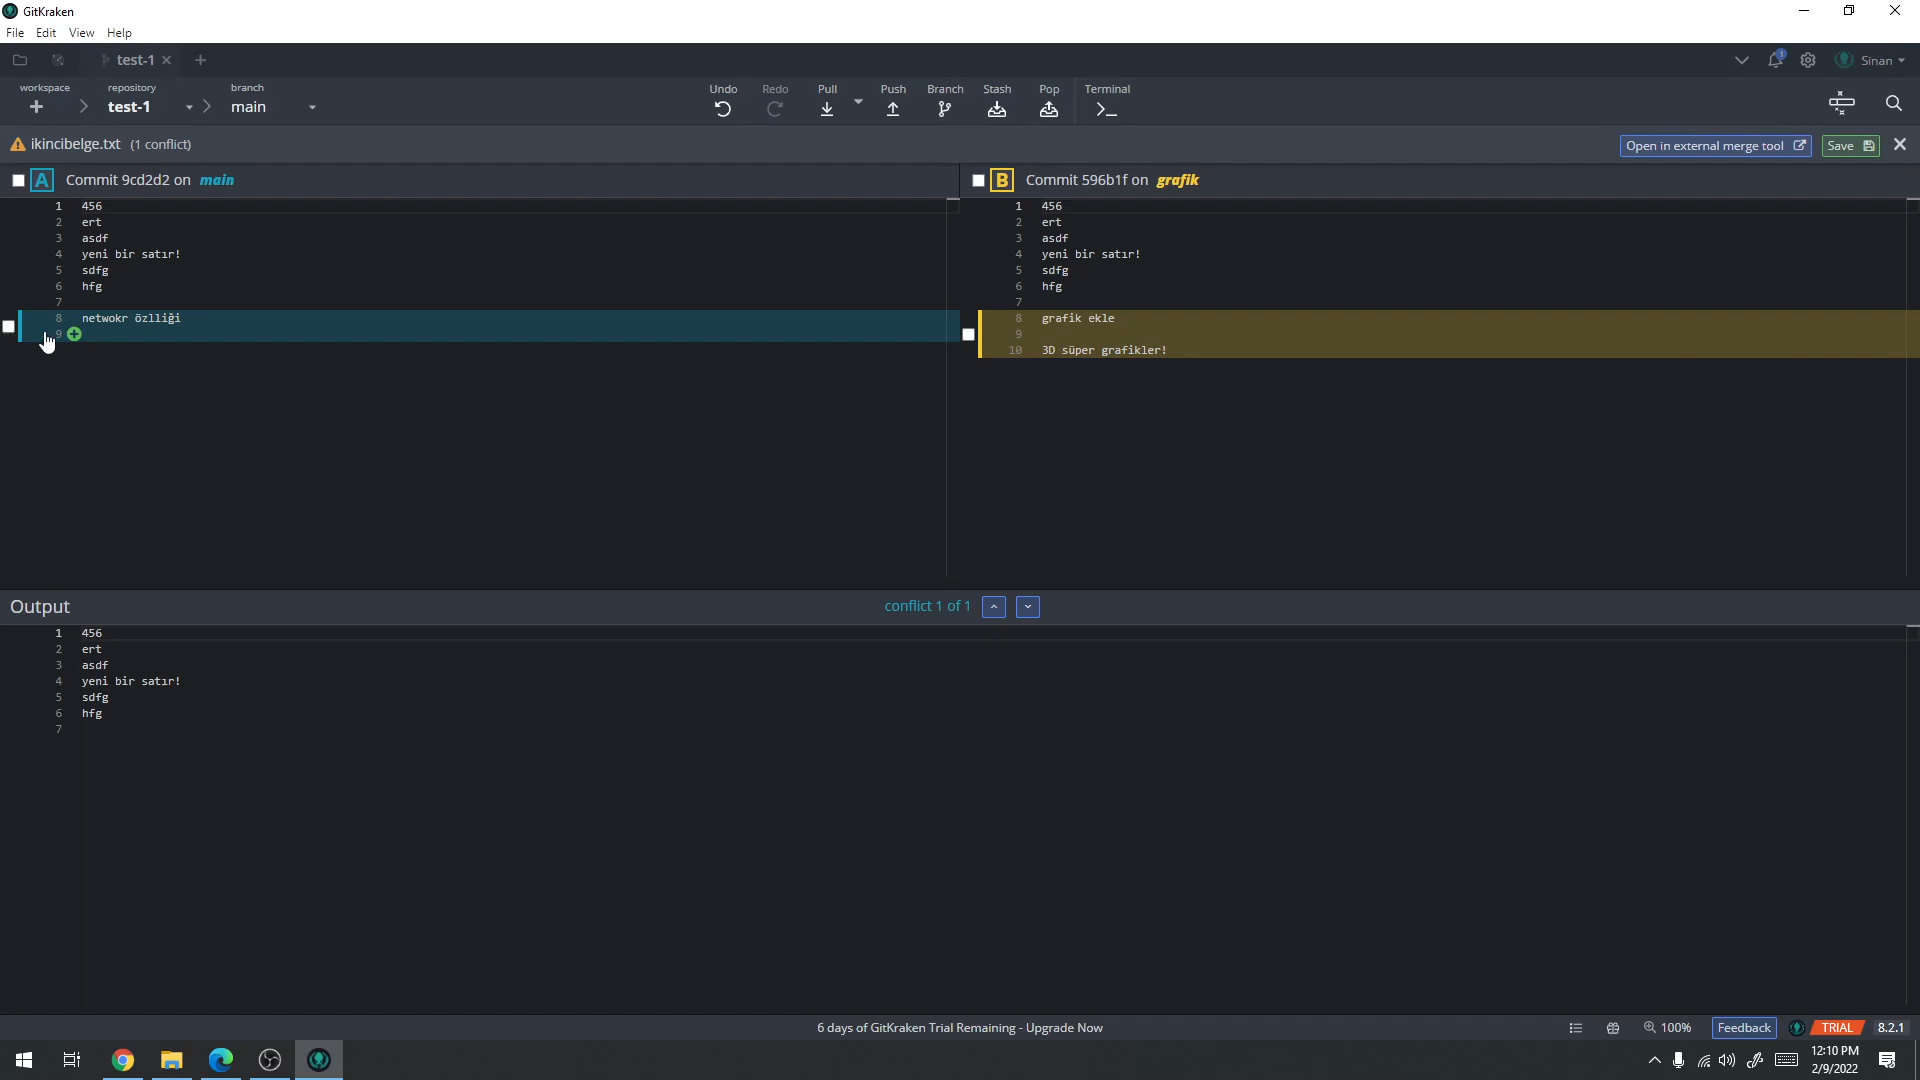 GitKraken
File Edit View Help
test-1
Sinan
workspace repository branch
test-1 main
Undo Redo Pull Push Branch Stash Pop Terminal
ikincibelge.txt (1 conflict)
Open in external merge tool Save
A Commit 9cd2d2 on main
1 456
2 ert
3 asdf
4 yeni bir satır!
5 sdfg
6 hfg
7
8 netwokr özlliği
9
B Commit 596b1f on grafik
1 456
2 ert
3 asdf
4 yeni bir satır!
5 sdfg
6 hfg
7
8 grafik ekle
9
10 3D süper grafikler!
Output
conflict 1 of 1
1 456
2 ert
3 asdf
4 yeni bir satır!
5 sdfg
6 hfg
7
6 days of GitKraken Trial Remaining - Upgrade Now
100% Feedback TRIAL 8.2.1
12:10 PM
2/9/2022